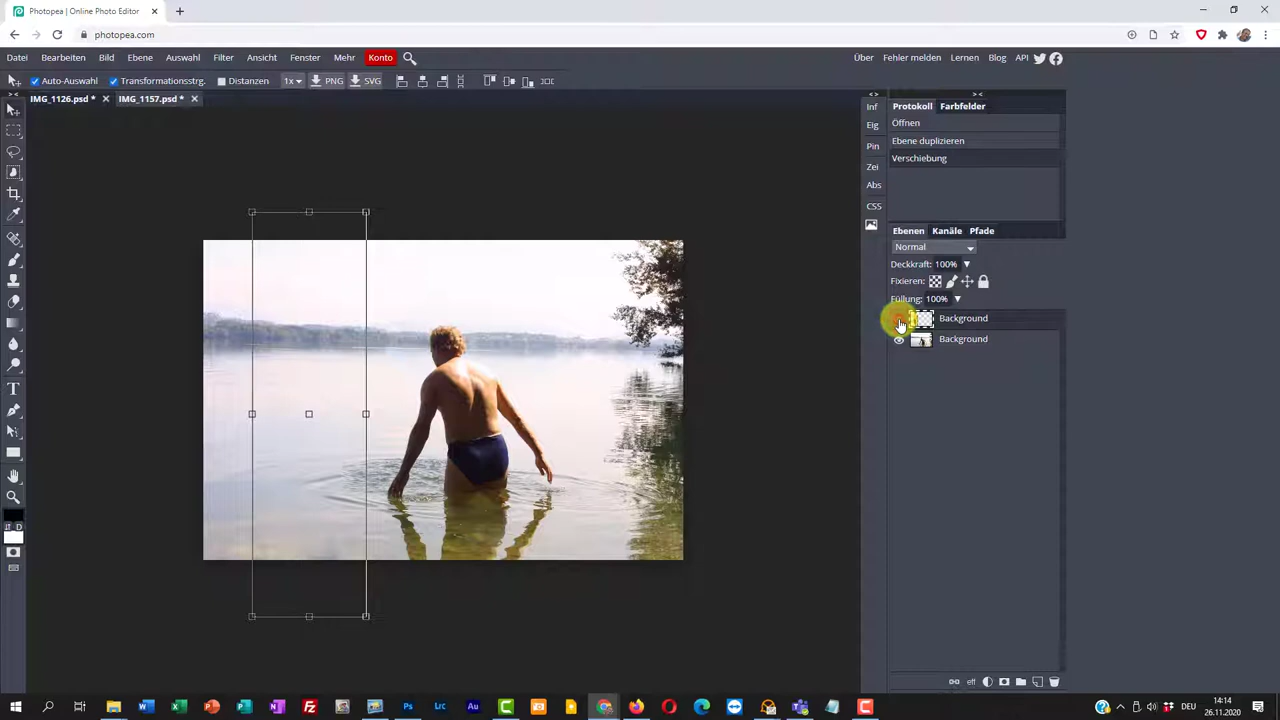 Photopea | Online Photo Editor
photopea.com
Datei Bearbeiten Bild Ebene Auswahl Filter Ansicht Fenster Mehr Konto Über Fehler melden Lernen Blog API
Auto-Auswahl Transformationsstrg. Distanzen 1x PNG SVG
IMG_1126.psd * IMG_1157.psd *
Inf
Eig
Pin
Zei
Abs
CSS
Protokoll Farbfelder
Öffnen
Ebene duplizieren
Verschiebung
Ebenen Kanäle Pfade
Normal
Deckkraft: 100%
Fixieren:
Füllung: 100%
Background
Background
eff
D
DEU
14:14
26.11.2020